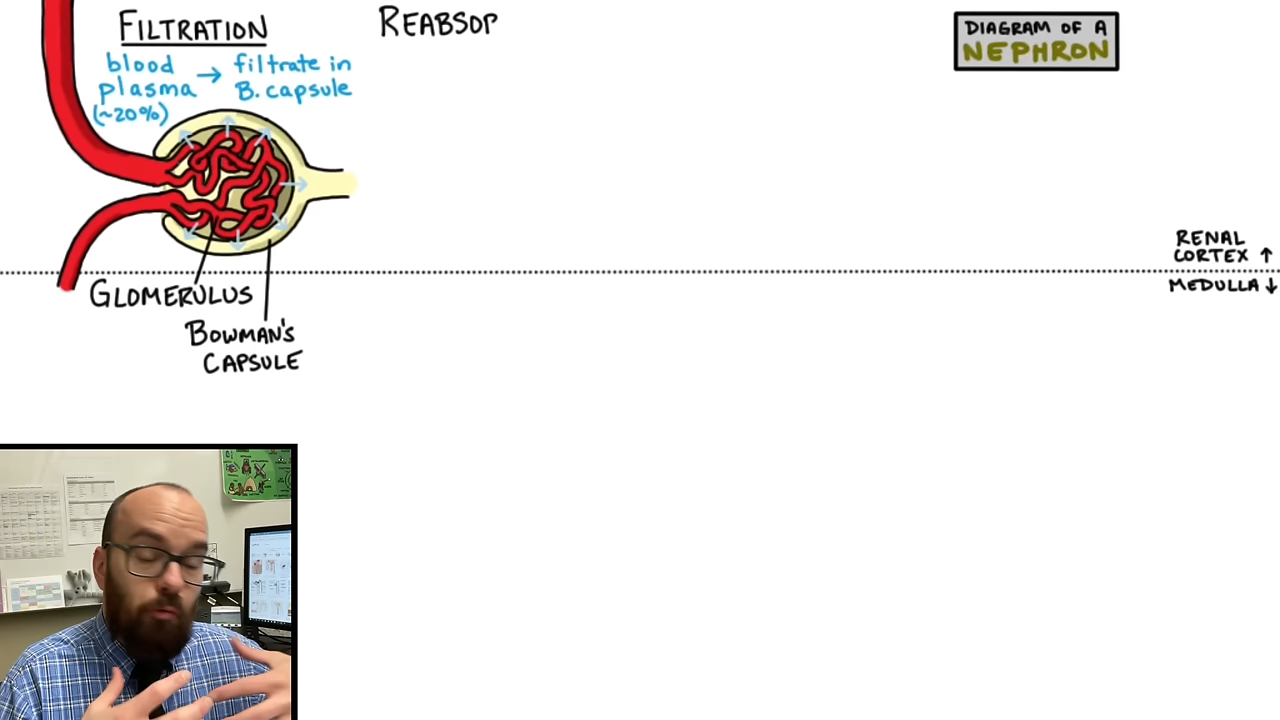 FILTRATION
blood plasma (~20%) → filtrate in B. capsule
REABSOP
DIAGRAM OF A
NEPHRON
RENAL
CORTEX ↑
MEDULLA ↓
GLOMERULUS
BOWMAN'S
CAPSULE